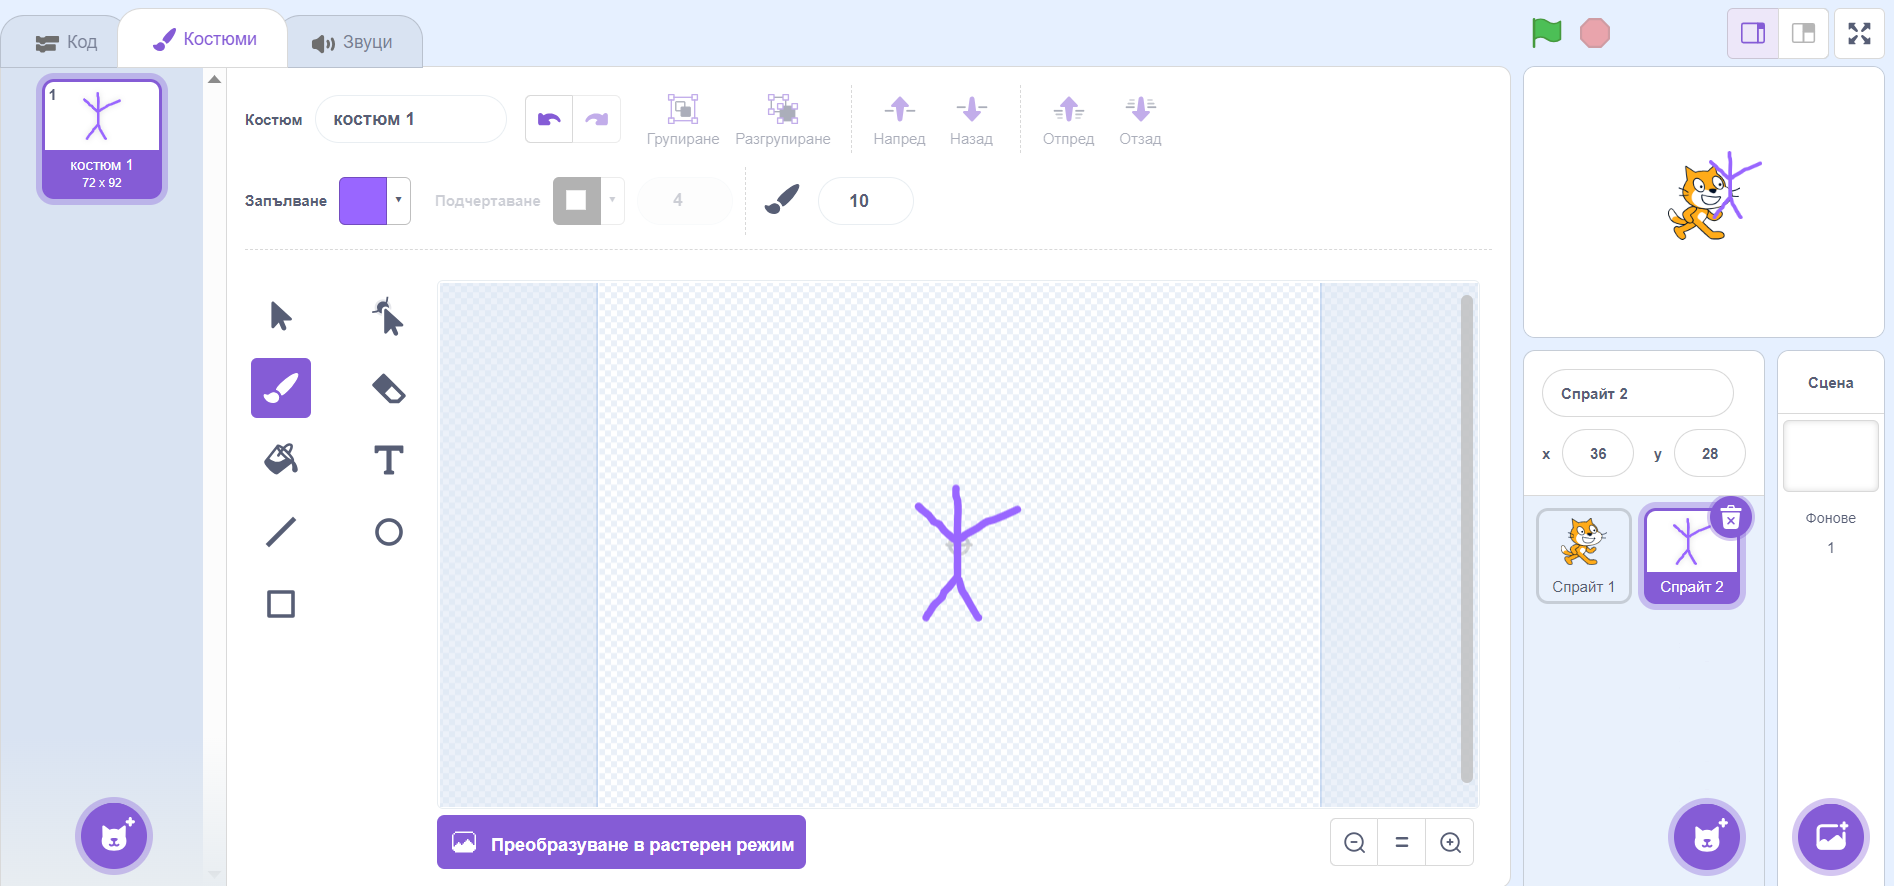 Код
Костюми
Звуци
1
костюм 1
72 x 92
Костюм
костюм 1
Групиране
Разгрупиране
Напред
Назад
Отпред
Отзад
Запълване
Подчертаване
4
10
Преобразуване в растерен режим
Спрайт 2
x
36
y
28
Спрайт 1
Спрайт 2
Сцена
Фонове
1